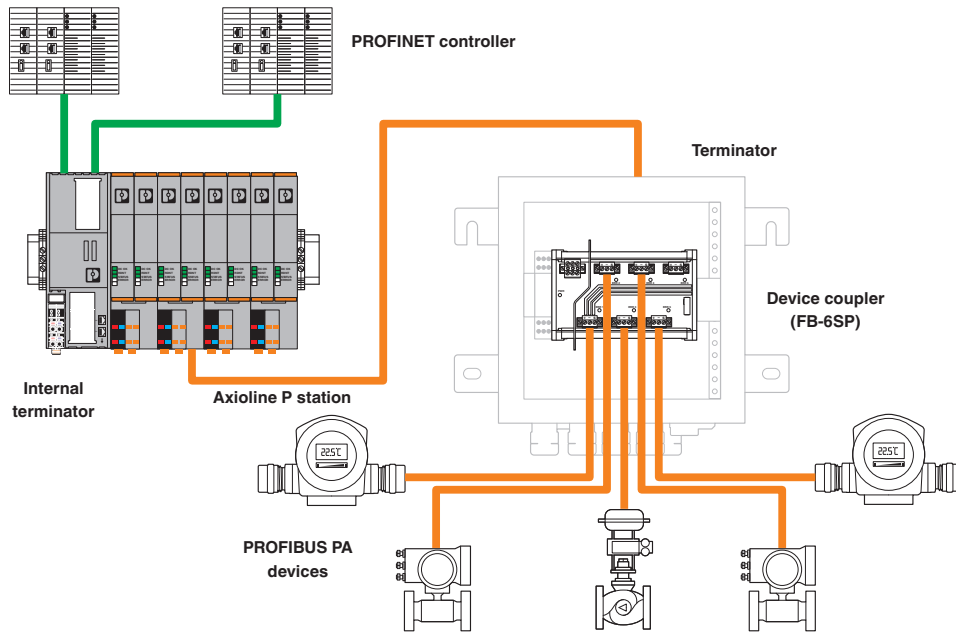 PROFINET controller
Terminator
Device coupler
(FB-6SP)
Internal
terminator
Axioline P station
22.5℃
22.5℃
PROFIBUS PA
devices